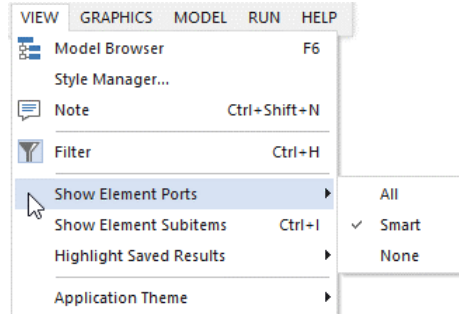 VIEW GRAPHICS MODEL RUN HELP
Model Browser F6
Style Manager...
Note Ctrl+Shift+N
Filter Ctrl+H
Show Element Ports All
Show Element Subitems Ctrl+I Smart
Highlight Saved Results None
Application Theme